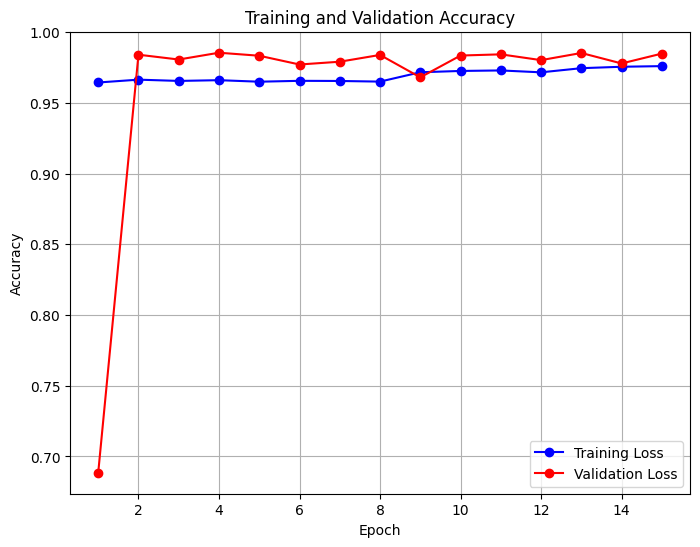 Training and Validation Accuracy
1.00
0.95
0.90
0.85
0.80
0.75
0.70
Accuracy
2 4 6 8 10 12 14
Epoch
Training Loss
Validation Loss